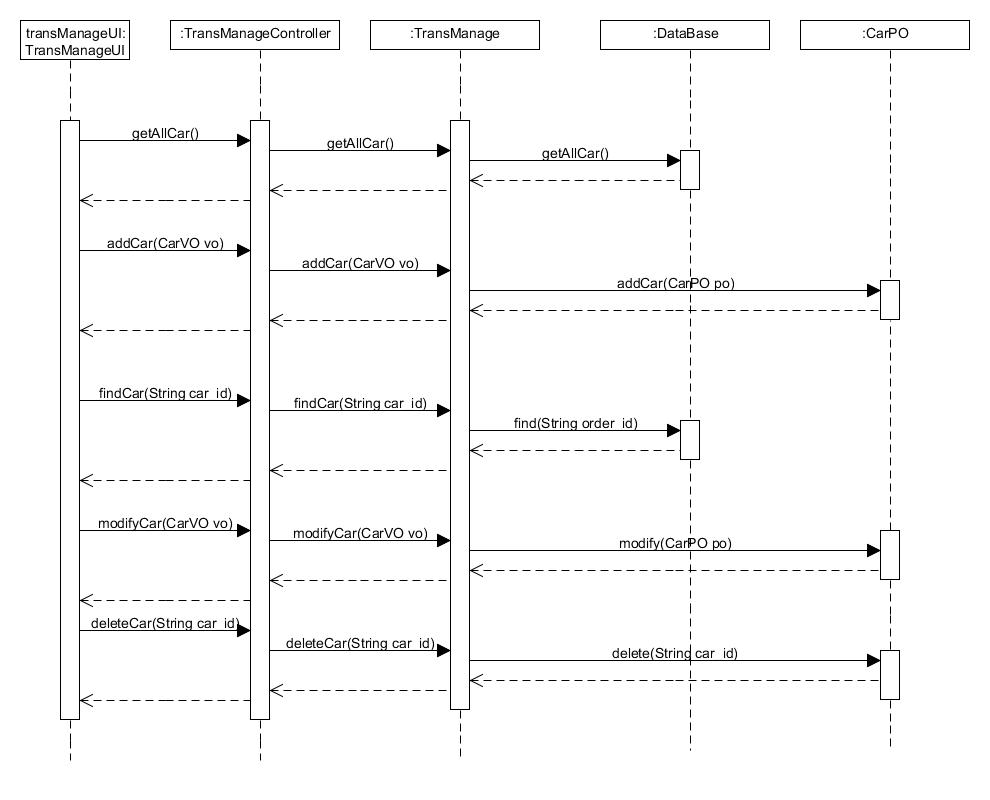 transManageUI:
TransManageUI
:TransManageController
:TransManage
:DataBase
:CarPO
getAllCar()
getAllCar()
getAllCar()
addCar(CarVO vo)
addCar(CarVO vo)
addCar(CarPO po)
findCar(String car_id)
findCar(String car_id)
find(String order_id)
modifyCar(CarVO vo)
modifyCar(CarVO vo)
modify(CarPO po)
deleteCar(String car_id)
deleteCar(String car_id)
delete(String car_id)